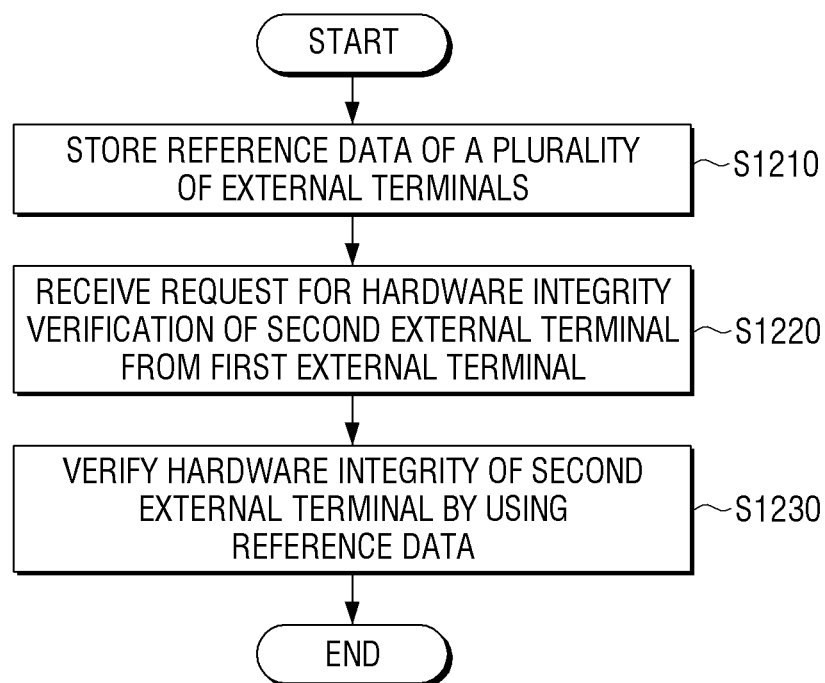 START
STORE REFERENCE DATA OF A PLURALITY
OF EXTERNAL TERMINALS
S1210
RECEIVE REQUEST FOR HARDWARE INTEGRITY
VERIFICATION OF SECOND EXTERNAL TERMINAL
FROM FIRST EXTERNAL TERMINAL
S1220
VERIFY HARDWARE INTEGRITY OF SECOND
EXTERNAL TERMINAL BY USING
REFERENCE DATA
S1230
END